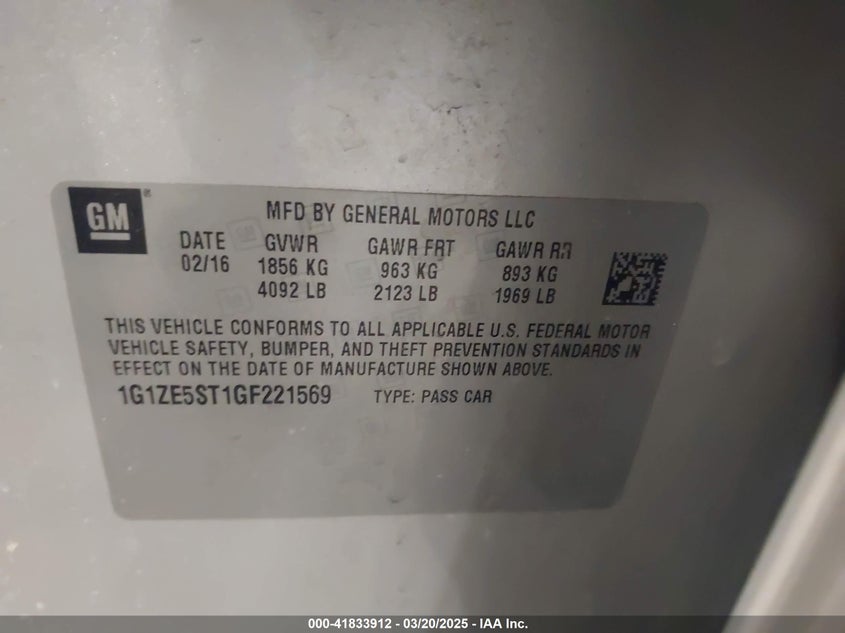 GM ®
MFD BY GENERAL MOTORS LLC
DATE GVWR GAWR FRT GAWR RR
02/16 1856 KG 963 KG 893 KG
4092 LB 2123 LB 1969 LB
THIS VEHICLE CONFORMS TO ALL APPLICABLE U.S. FEDERAL MOTOR
VEHICLE SAFETY, BUMPER, AND THEFT PREVENTION STANDARDS IN
EFFECT ON THE DATE OF MANUFACTURE SHOWN ABOVE.
1G1ZE5ST1GF221569 TYPE: PASS CAR
000-41833912 - 03/20/2025 - IAA Inc.